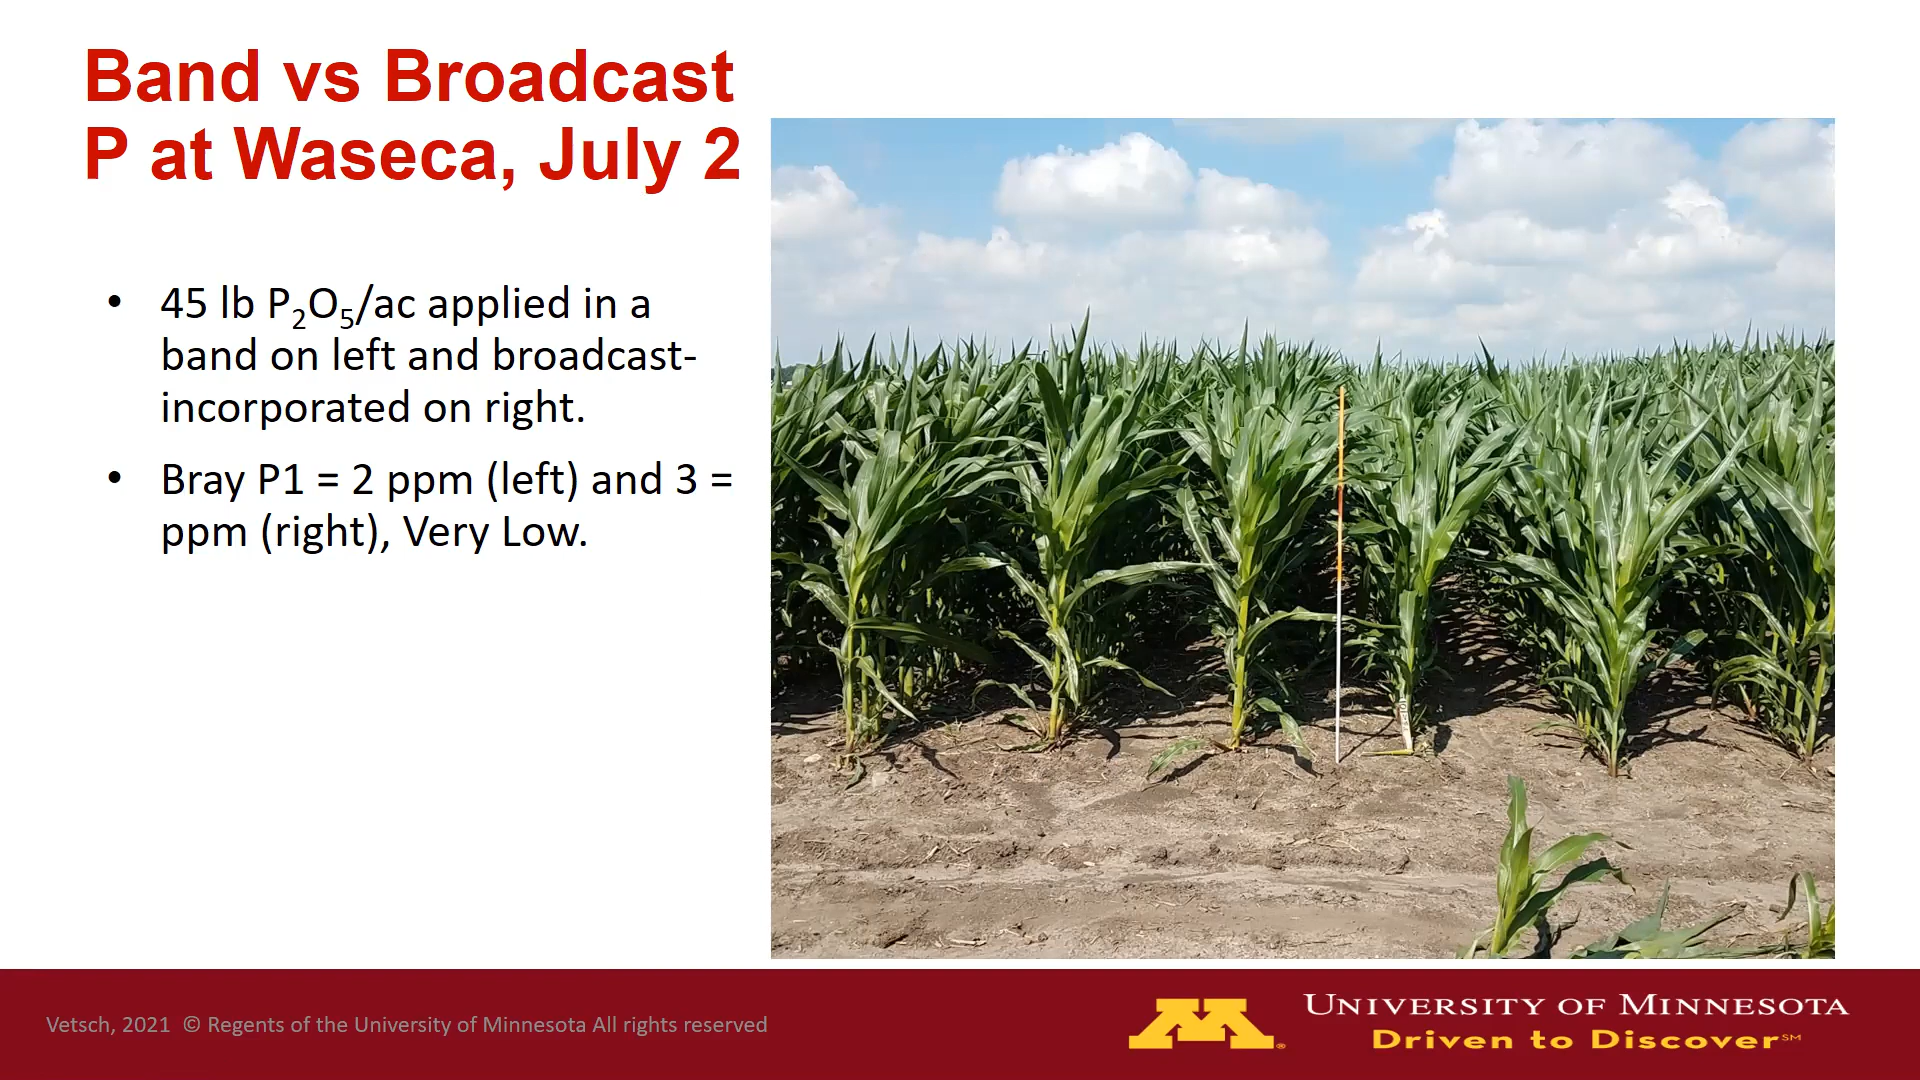 Band vs Broadcast
P at Waseca, July 2
• 45 lb P₂O₅/ac applied in a
band on left and broadcast-
incorporated on right.
• Bray P1 = 2 ppm (left) and 3 =
ppm (right), Very Low.
Vetsch, 2021 © Regents of the University of Minnesota All rights reserved
M®
UNIVERSITY OF MINNESOTA
Driven to Discover℠